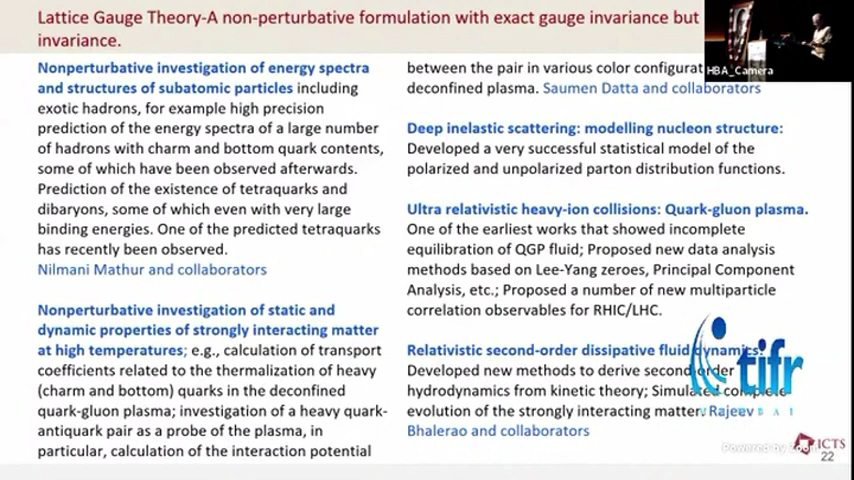 Lattice Gauge Theory-A non-perturbative formulation with exact gauge invariance but
invariance.
HBA_Camera
Nonperturbative investigation of energy spectra
and structures of subatomic particles including
exotic hadrons, for example high precision
prediction of the energy spectra of a large number
of hadrons with charm and bottom quark contents,
some of which have been observed afterwards.
Prediction of the existence of tetraquarks and
dibaryons, some of which even with very large
binding energies. One of the predicted tetraquarks
has recently been observed.
Nilmani Mathur and collaborators
Nonperturbative investigation of static and
dynamic properties of strongly interacting matter
at high temperatures; e.g., calculation of transport
coefficients related to the thermalization of heavy
(charm and bottom) quarks in the deconfined
quark-gluon plasma; investigation of a heavy quark-
antiquark pair as a probe of the plasma, in
particular, calculation of the interaction potential
between the pair in various color
deconfined plasma. Saumen Datta and collaborators
Deep inelastic scattering: modelling nucleon structure:
Developed a very successful statistical model of the
polarized and unpolarized parton distribution functions.
Ultra relativistic heavy-ion collisions: Quark-gluon plasma.
One of the earliest works that showed incomplete
equilibration of QGP fluid; Proposed new data analysis
methods based on Lee-Yang zeroes, Principal Component
Analysis, etc.; Proposed a number of new multiparticle
correlation observables for RHIC/LHC.
Relativistic second-order dissipative fluid dynamics:
Developed new methods to derive second order
hydrodynamics from kinetic theory; Simulated complete
evolution of the strongly interacting matter. Rajeev
Bhalerao and collaborators
tifr
Powered by Zoom
ICTS
22